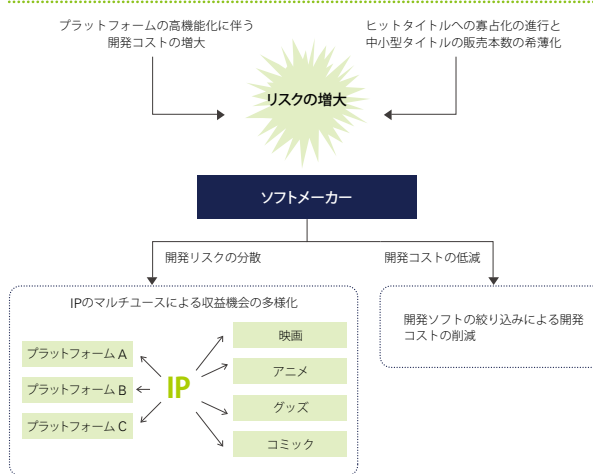 プラットフォームの高機能化に伴う
開発コストの増大
ヒットタイトルへの寡占化の進行と
中小型タイトルの販売本数の希薄化
リスクの増大
ソフトメーカー
開発リスクの分散
開発コストの低減
IPのマルチユースによる収益機会の多様化
プラットフォーム A
プラットフォーム B
プラットフォーム C
IP
映画
アニメ
グッズ
コミック
開発ソフトの絞り込みによる開発
コストの削減